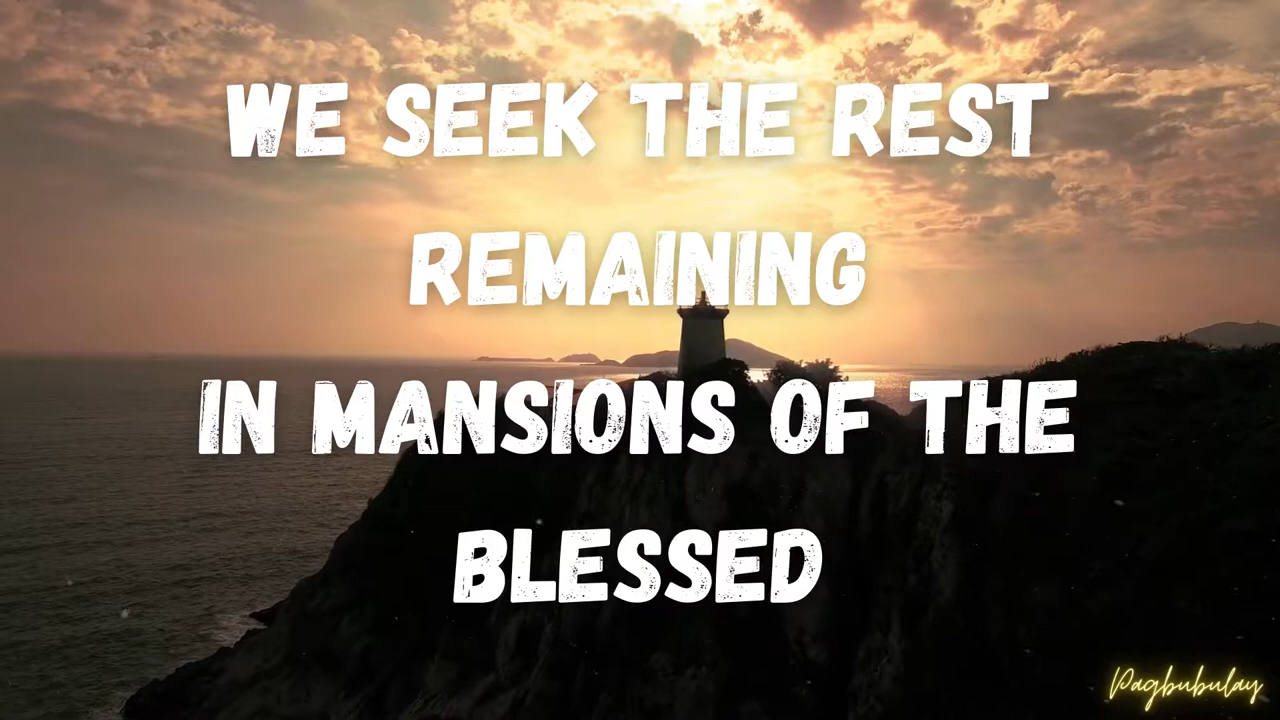 WE SEEK THE REST
REMAINING
IN MANSIONS OF THE
BLESSED
Pagbubulay